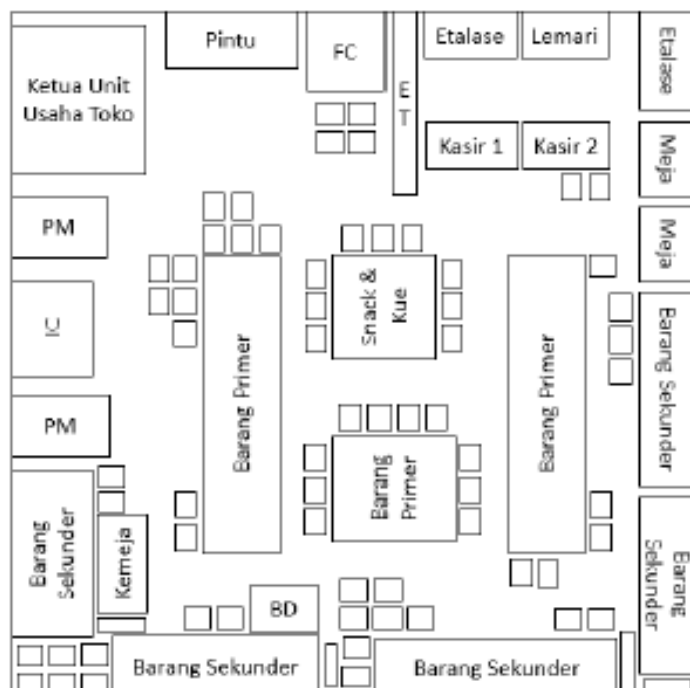 Pintu
FC
Etalase
Lemari
Etalase
Ketua Unit
Usaha Toko
ET
Kasir 1
Kasir 2
Meja
PM
Meja
Snack &
Kue
IC
Barang Primer
Barang Primer
Barang Sekunder
PM
Barang
Primer
Barang
Sekunder
Kemeja
Barang
Sekunder
BD
Barang Sekunder
Barang Sekunder